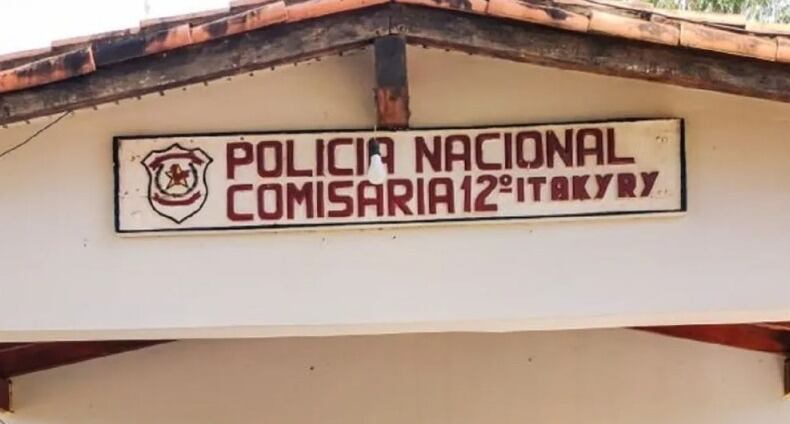 POLICIA NACIONAL
COMISARIA 12º ITAKYRY